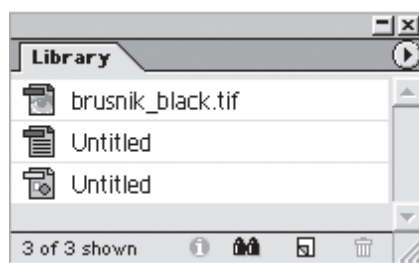 Library
brusnik_black.tif
Untitled
Untitled
3 of 3 shown